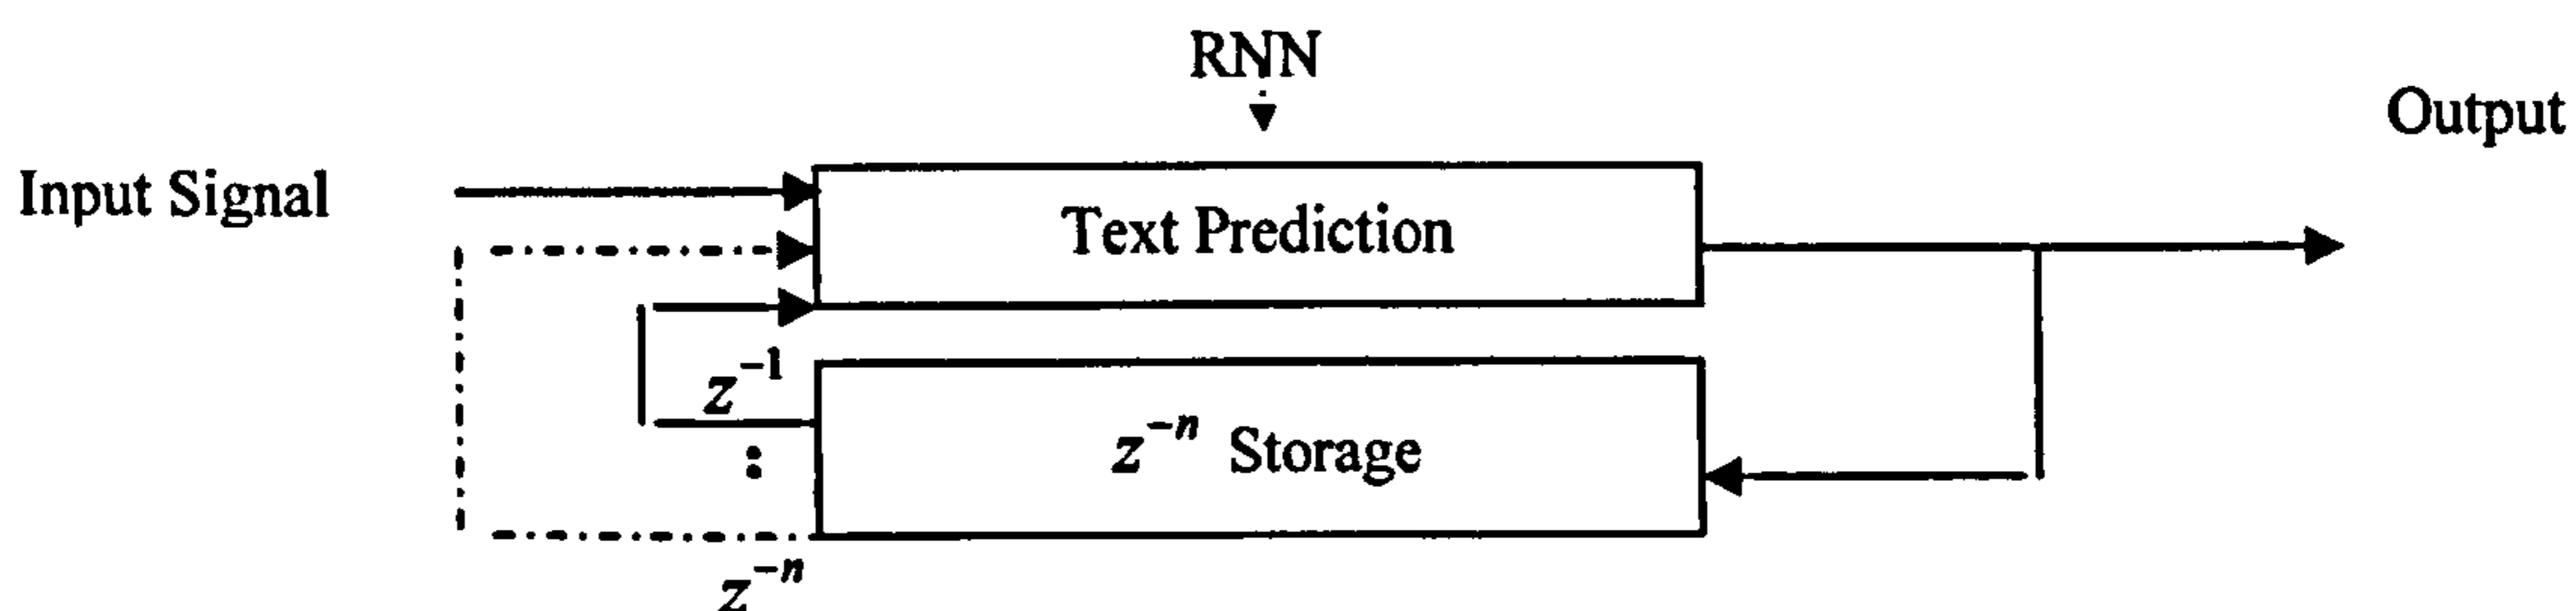 RNN
Output
Input Signal
Text Prediction
z⁻¹
:
z⁻ⁿ Storage
z⁻ⁿ